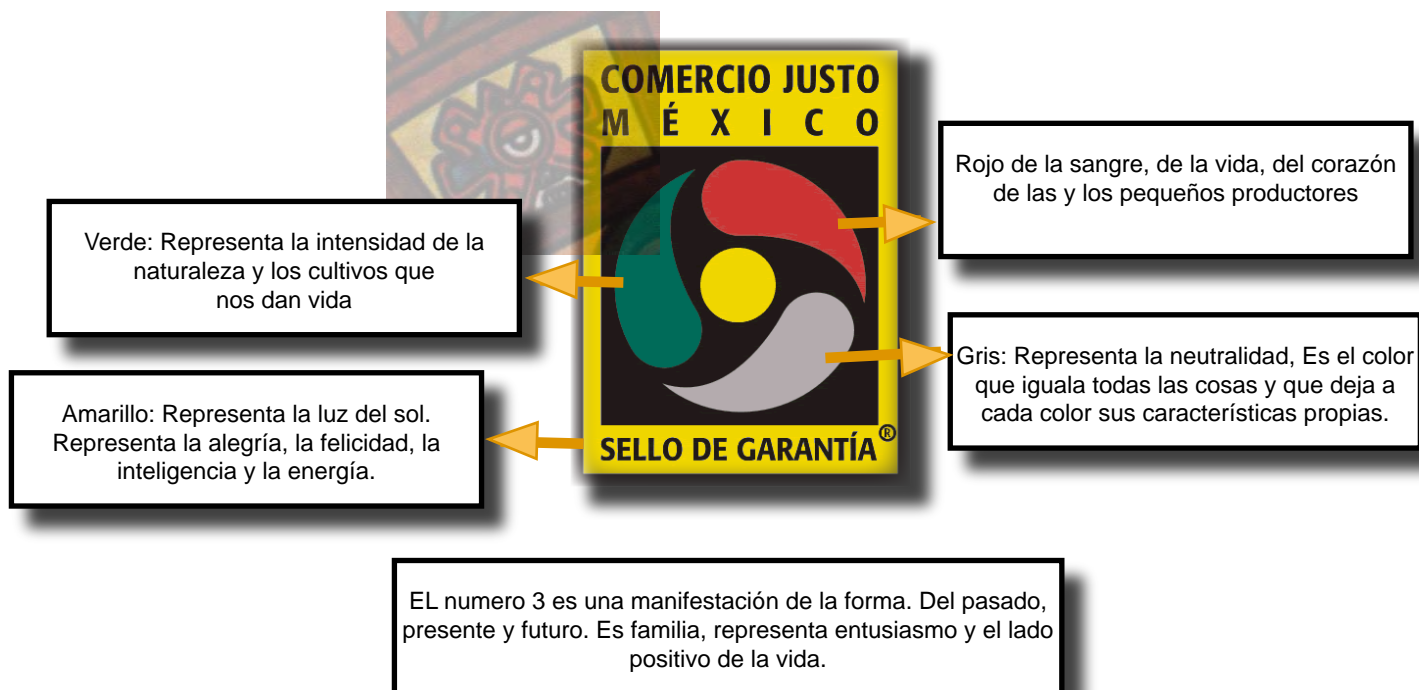 COMERCIO JUSTO
MÉXICO
SELLO DE GARANTÍA®
Verde: Representa la intensidad de la
naturaleza y los cultivos que
nos dan vida
Amarillo: Representa la luz del sol.
Representa la alegría, la felicidad, la
inteligencia y la energía.
Rojo de la sangre, de la vida, del corazón
de las y los pequeños productores
Gris: Representa la neutralidad, Es el color
que iguala todas las cosas y que deja a
cada color sus características propias.
EL numero 3 es una manifestación de la forma. Del pasado,
presente y futuro. Es familia, representa entusiasmo y el lado
positivo de la vida.